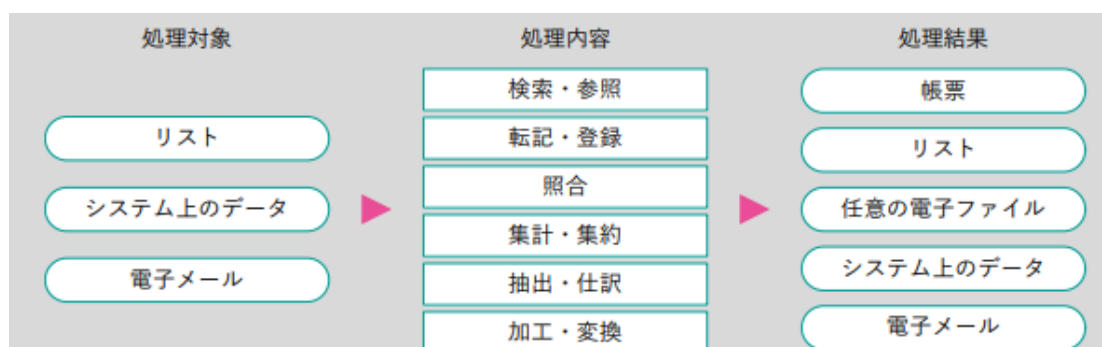 処理対象
リスト
システム上のデータ
電子メール
処理内容
検索・参照
転記・登録
照合
集計・集約
抽出・仕訳
加工・変換
処理結果
帳票
リスト
任意の電子ファイル
システム上のデータ
電子メール